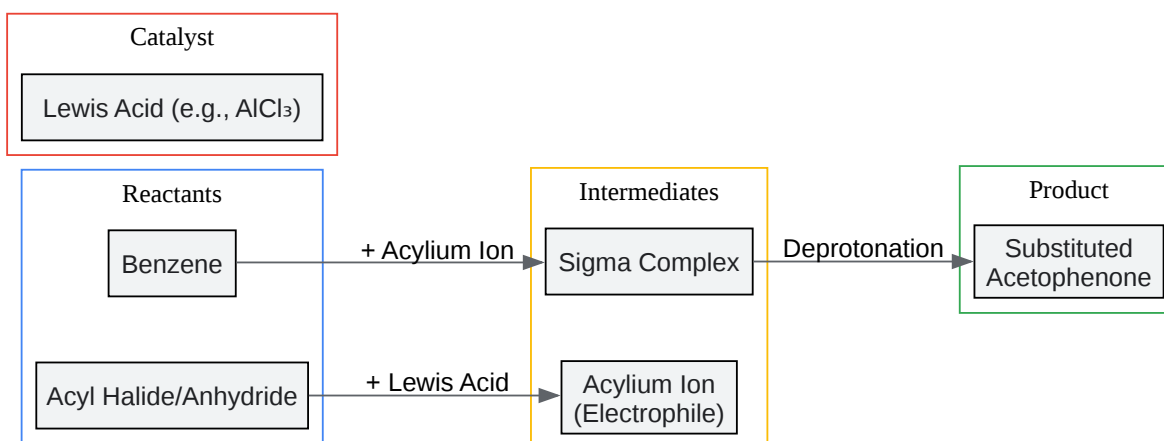 Catalyst
Lewis Acid (e.g., AlCl₃)
Reactants
Intermediates
Product
Benzene
+ Acylium Ion
Sigma Complex
Deprotonation
Substituted
Acetophenone
Acyl Halide/Anhydride
+ Lewis Acid
Acylium Ion
(Electrophile)